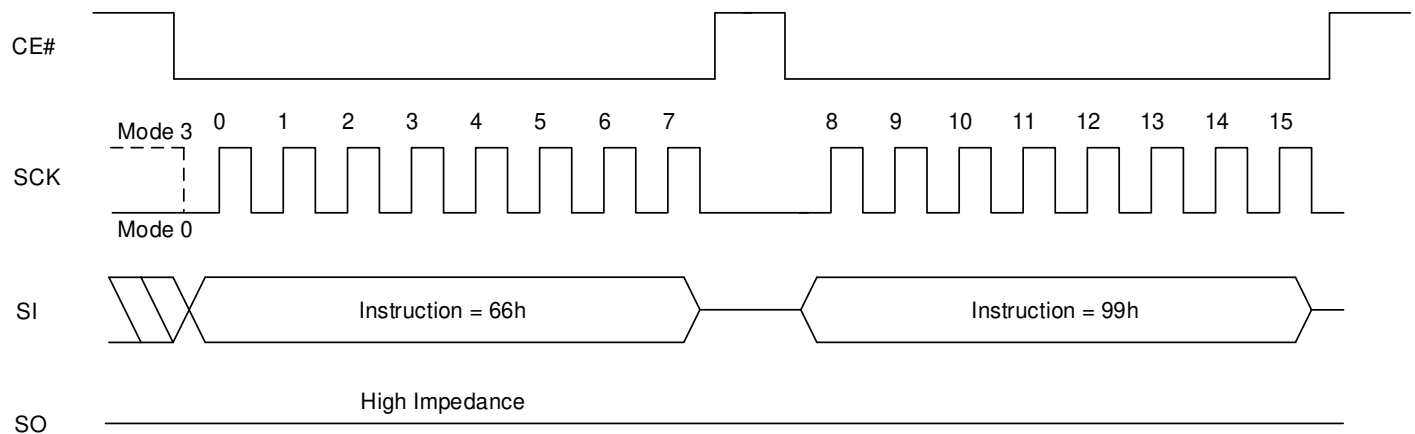 CE#
Mode 3
0 1 2 3 4 5 6 7 8 9 10 11 12 13 14 15
SCK
Mode 0
SI
Instruction = 66h
Instruction = 99h
High Impedance
SO